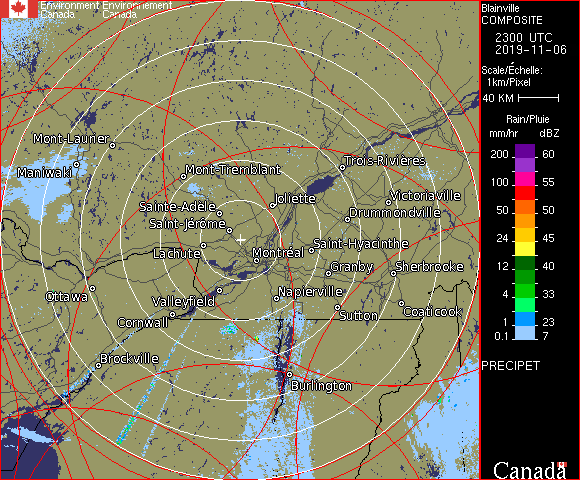 Environment Environnement
Canada Canada
Blainville
COMPOSITE
2300 UTC
2019-11-06
Scale/Échelle:
1km/Pixel
40 KM
Rain/Pluie
mm/hr dBZ
200 60
100 55
50 50
24 45
12 40
4 33
1 23
0.1 7
PRECIPET
Canada
Mont-Laurier
Maniwaki
Mont-Tremblant
Trois-Rivières
Sainte-Adèle
Joliette
Victoriaville
Saint-Jérôme
Drummondville
Lachute
Montréal
Saint-Hyacinthe
Granby
Sherbrooke
Ottawa
Valleyfield
Napierville
Cornwall
Sutton
Coaticook
Brockville
Burlington